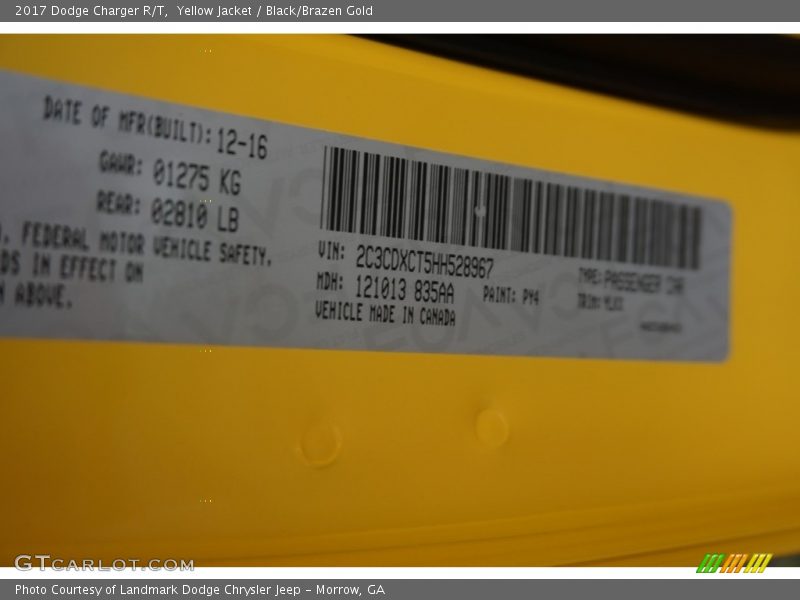 2017 Dodge Charger R/T,  Yellow Jacket / Black/Brazen Gold
DATE OF MFR(BUILT): 12-16
GAWR: 01275 KG
REAR: 02810 LB
FEDERAL MOTOR VEHICLE SAFETY,
IN EFFECT ON
ABOVE.
VIN: 2C3CDXCT5HH528967
MDH: 121013 835AA
PAINT: PY4
VEHICLE MADE IN CANADA
TYPE: PASSENGER CAR
TRIM:
GTCARLOT.COM
Photo Courtesy of Landmark Dodge Chrysler Jeep – Morrow, GA